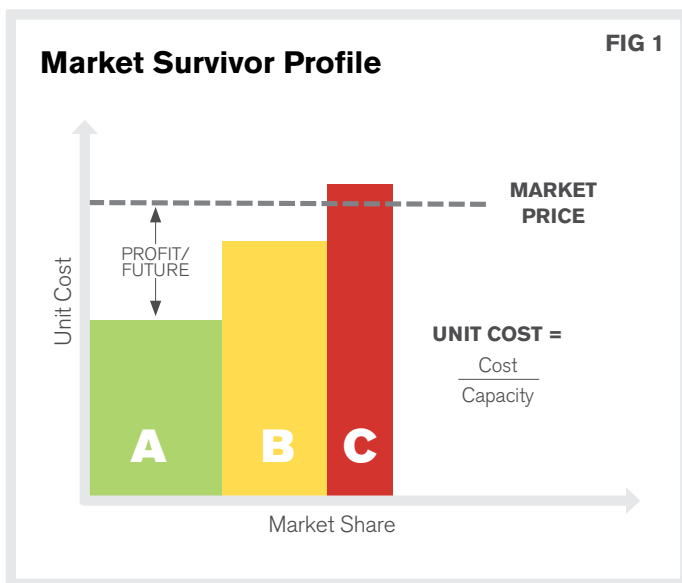 FIG 1
Market Survivor Profile
MARKET
PRICE
PROFIT/
FUTURE
Unit Cost
UNIT COST =
Cost
Capacity
A
B
C
Market Share